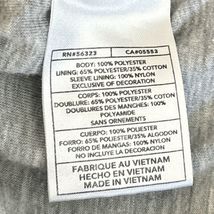 RN#56323 CA#05553
BODY: 100% POLYESTER
LINING: 65% POLYESTER/35% COTTON
SLEEVE LINING: 100% NYLON
EXCLUSIVE OF DECORATION
CORPS: 100% POLYESTER
DOUBLURE: 65% POLYESTER/35% COTON
DOUBLURES DES MANCHES: 100%
POLYAMIDE
SANS ORNEMENTS
CUERPO: 100% POLIESTER
FORRO: 65% POLIESTER/35% ALGODON
FORRO DE LAS MANGAS: 100% NYLON
NO INCLUYE LA DECORACION
FABRIQUE AU VIETNAM
HECHO EN VIETNAM
MADE IN VIETNAM